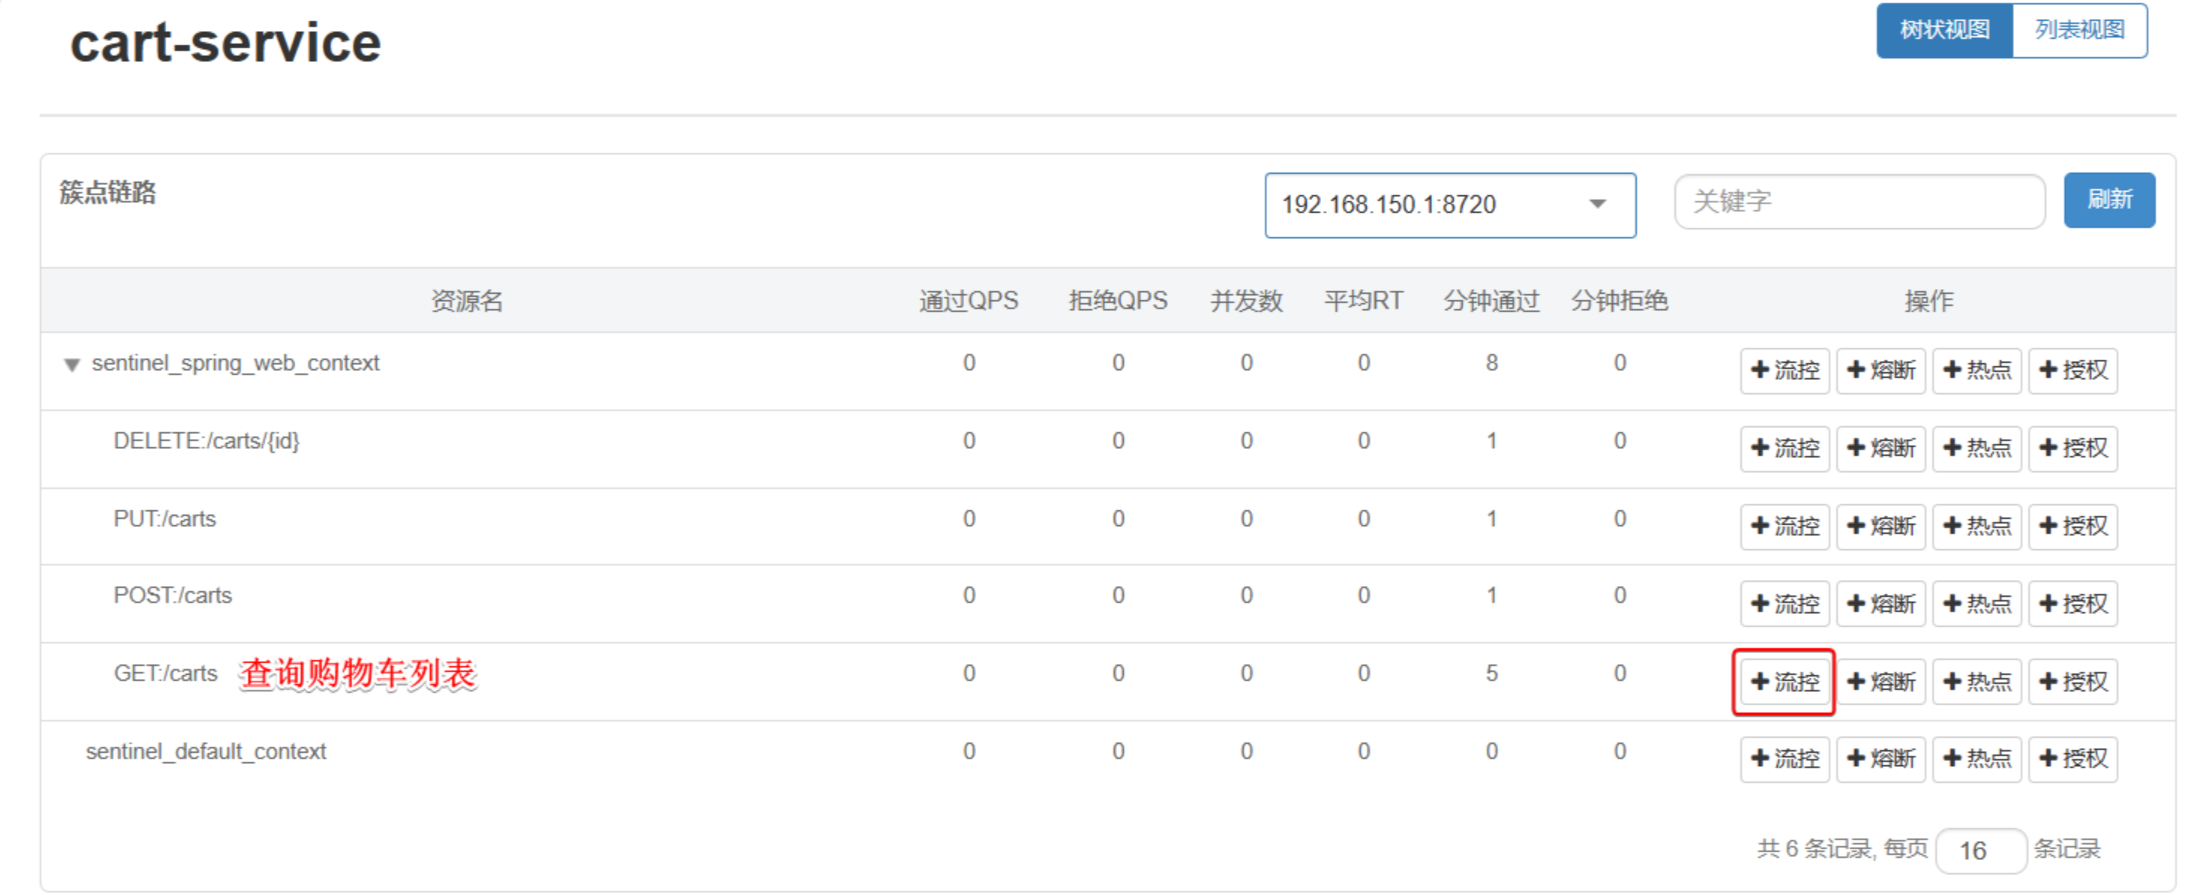 cart-service
树状视图 列表视图
簇点链路 192.168.150.1:8720 关键字 刷新
资源名 通过QPS 拒绝QPS 并发数 平均RT 分钟通过 分钟拒绝 操作
sentinel_spring_web_context 0 0 0 0 8 0 流控 熔断 热点 授权
DELETE:/carts/{id} 0 0 0 0 1 0 流控 熔断 热点 授权
PUT:/carts 0 0 0 0 1 0 流控 熔断 热点 授权
POST:/carts 0 0 0 0 1 0 流控 熔断 热点 授权
GET:/carts 查询购物车列表 0 0 0 0 5 0 流控 熔断 热点 授权
sentinel_default_context 0 0 0 0 0 0 流控 熔断 热点 授权
共 6 条记录, 每页 16 条记录